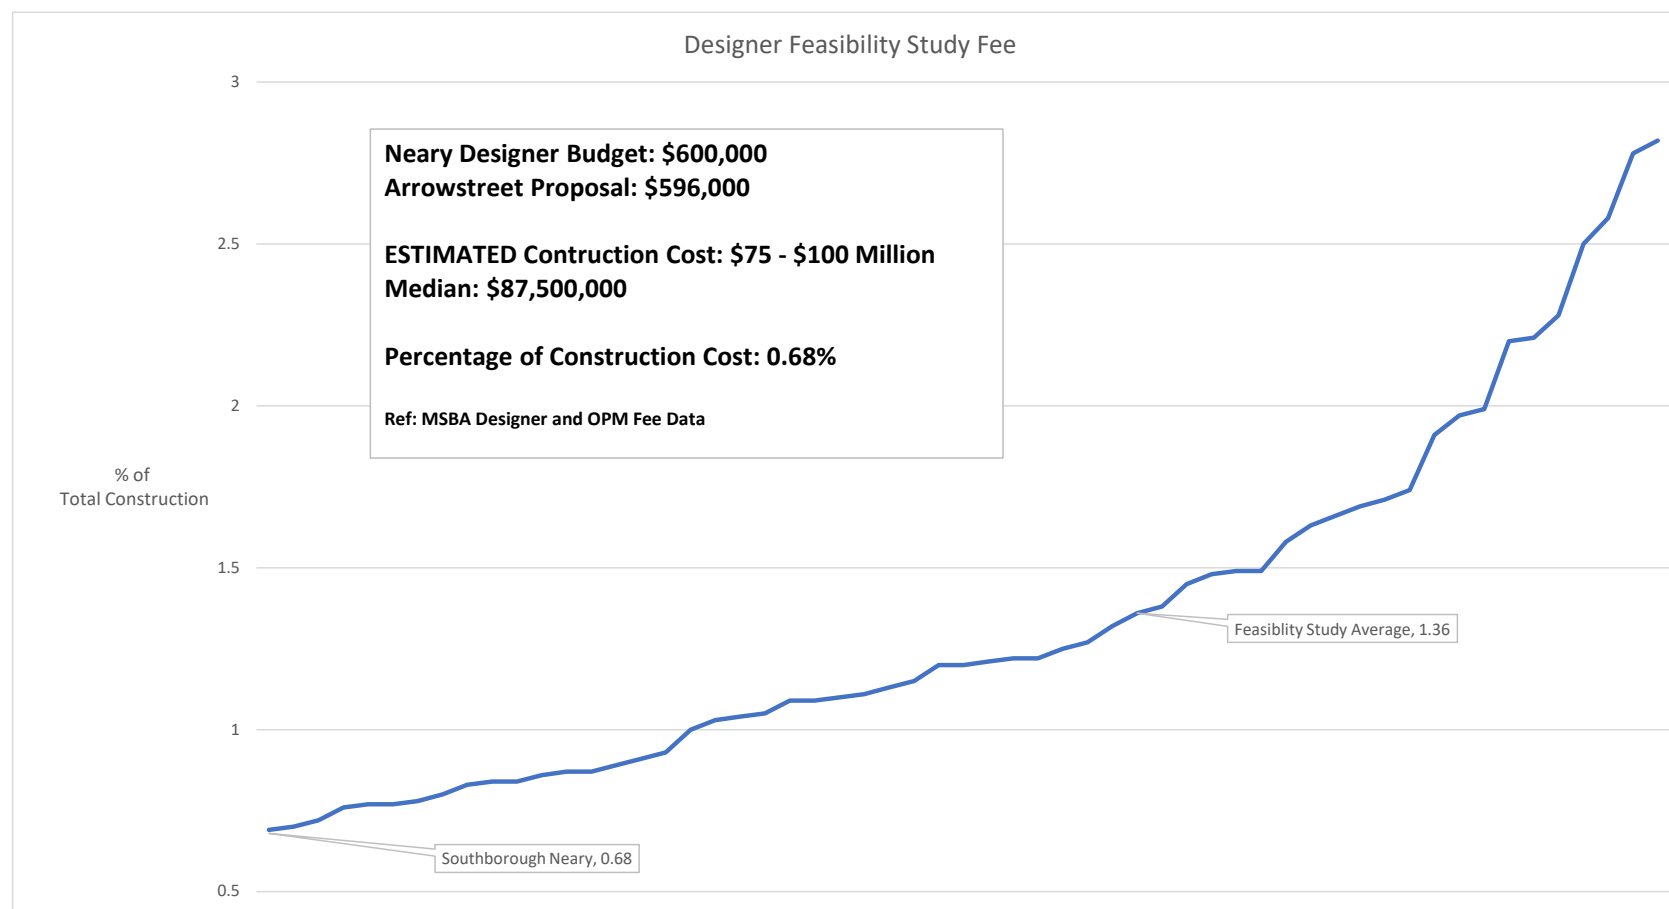 Designer Feasibility Study Fee
3
Neary Designer Budget: $600,000
Arrowstreet Proposal: $596,000
ESTIMATED Contruction Cost: $75 - $100 Million
Median: $87,500,000
Percentage of Construction Cost: 0.68%
Ref: MSBA Designer and OPM Fee Data
2.5
2
% of
Total Construction
1.5
Feasiblity Study Average, 1.36
1
Southborough Neary, 0.68
0.5